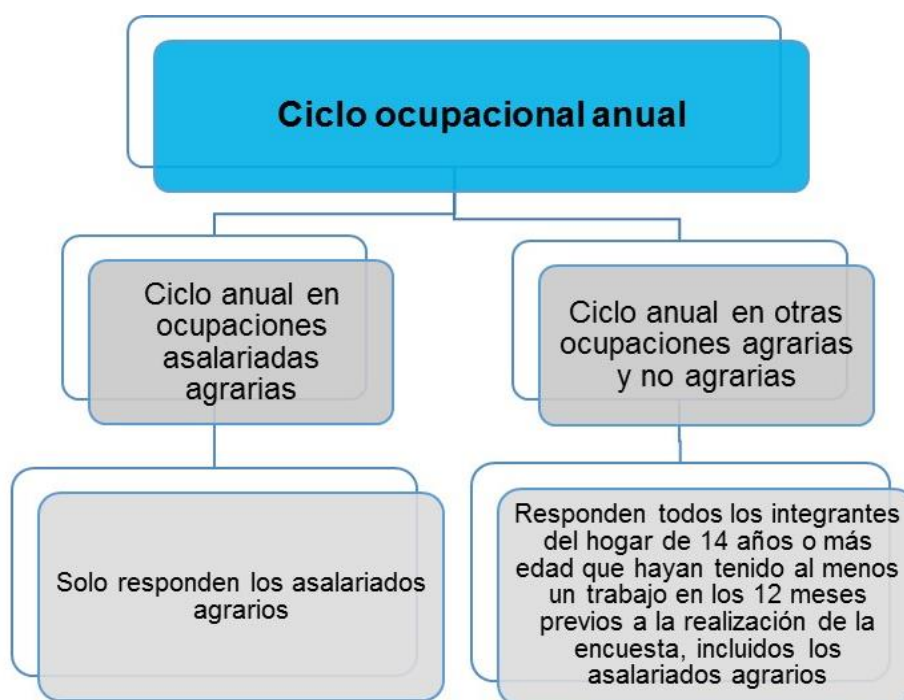 Ciclo ocupacional anual
Ciclo anual en
ocupaciones
asalariadas
agrarias
Ciclo anual en otras
ocupaciones agrarias
y no agrarias
Solo responden los asalariados
agrarios
Responden todos los integrantes
del hogar de 14 años o más
edad que hayan tenido al menos
un trabajo en los 12 meses
previos a la realización de la
encuesta, incluidos los
asalariados agrarios